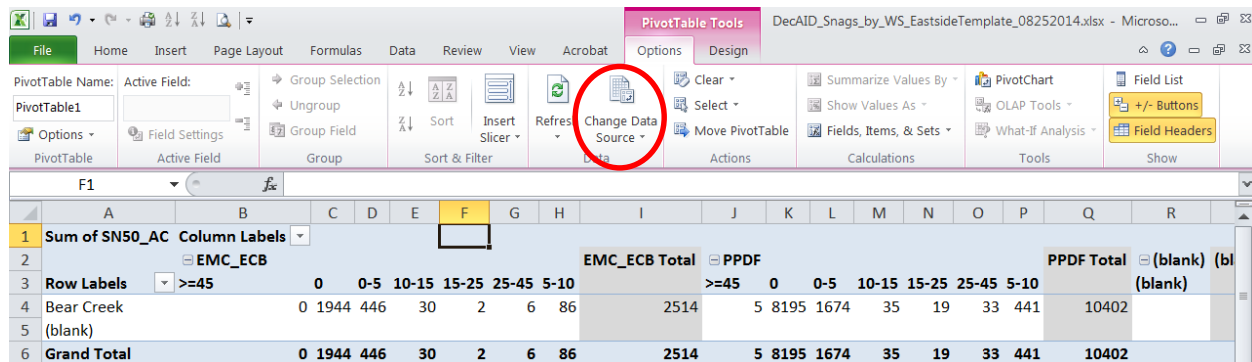 PivotTable Tools DecAID_Snags_by_WS_EastsideTemplate_08252014.xlsx - Microso...
File Home Insert Page Layout Formulas Data Review View Acrobat Options Design
PivotTable Name: Active Field: Group Selection Clear Summarize Values By PivotChart Field List
PivotTable1 Ungroup Select Show Values As OLAP Tools +/- Buttons
Options Field Settings Group Field Sort Insert Slicer Refres Change Data Source Move PivotTable Fields, Items, & Sets What-If Analysis Field Headers
PivotTable Active Field Group Sort & Filter Data Actions Calculations Tools Show
F1 fx
A B C D E F G H I J K L M N O P Q R
1 Sum of SN50_AC Column Labels
2 EMC_ECB EMC_ECB Total PPDF PPDF Total (blank) (bl
3 Row Labels >=45 0 0-5 10-15 15-25 25-45 5-10 >=45 0 0-5 10-15 15-25 25-45 5-10 (blank)
4 Bear Creek 0 1944 446 30 2 6 86 2514 5 8195 1674 35 19 33 441 10402
5 (blank)
6 Grand Total 0 1944 446 30 2 6 86 2514 5 8195 1674 35 19 33 441 10402